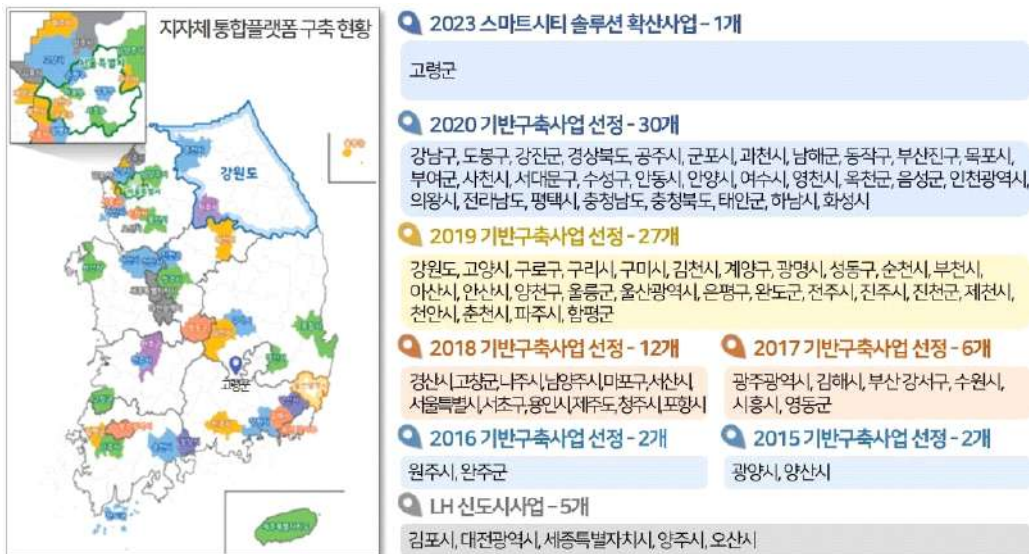 지자체 통합플랫폼 구축 현황
강원도
고령군
2023 스마트시티 솔루션 확산사업 - 1개
고령군
2020 기반구축사업 선정 - 30개
강남구, 도봉구, 강진군, 경상북도, 공주시, 군포시, 과천시, 남해군, 동작구, 부산진구, 목포시,
부여군, 사천시, 서대문구, 수성구, 안동시, 안양시, 여수시, 영천시, 옥천군, 음성군, 인천광역시,
의왕시, 전라남도, 평택시, 충청남도, 충청북도, 태안군, 하남시, 화성시
2019 기반구축사업 선정 - 27개
강원도, 고양시, 구로구, 구리시, 구미시, 김천시, 계양구, 광명시, 성동구, 순천시, 부천시,
아산시, 안산시, 양천구, 울릉군, 울산광역시, 은평구, 완도군, 전주시, 진주시, 진천군, 제천시,
천안시, 춘천시, 파주시, 함평군
2018 기반구축사업 선정 - 12개
경산시,고창군,나주시,남양주시,마포구,서산시,
서울특별시,서초구,용인시,제주도,청주시,포항시
2017 기반구축사업 선정 - 6개
광주광역시, 김해시, 부산 강서구, 수원시,
시흥시, 영동군
2016 기반구축사업 선정 - 2개
원주시, 완주군
2015 기반구축사업 선정 - 2개
광양시, 양산시
LH 신도시사업 - 5개
김포시, 대전광역시, 세종특별자치시, 양주시, 오산시